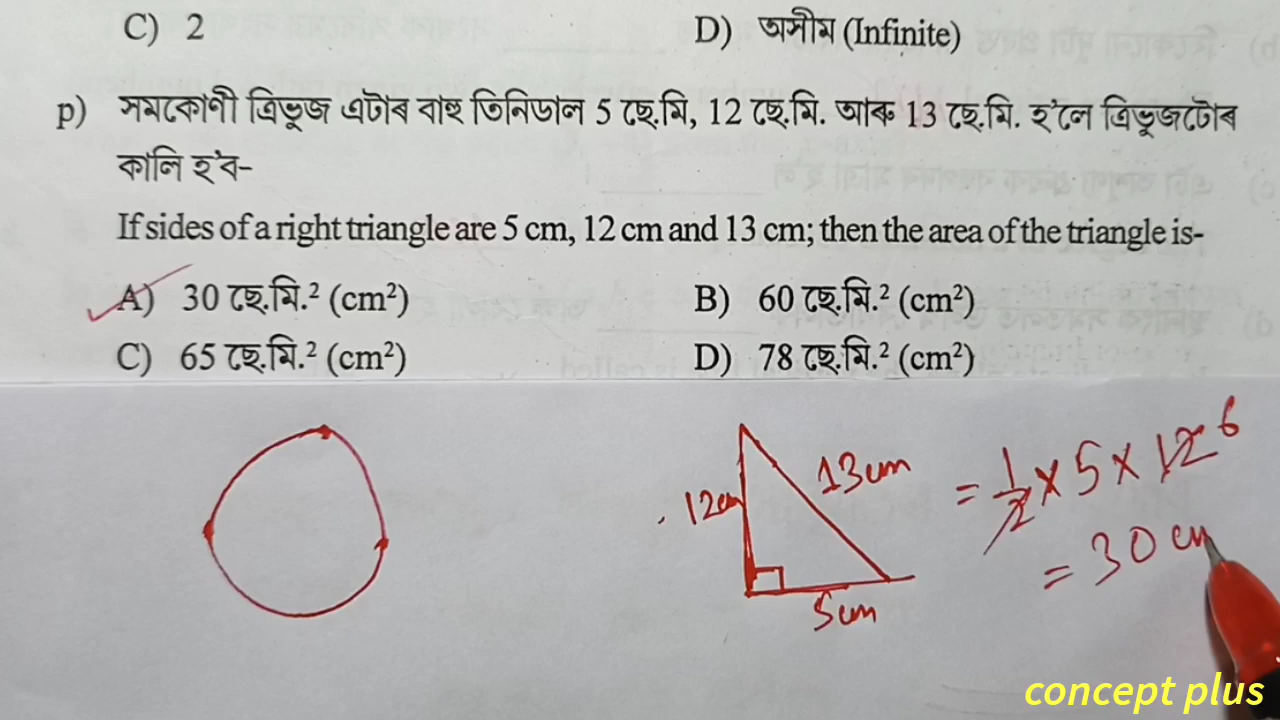 C) 2 D) অসীম (Infinite)
p) সমকোণী ত্ৰিভূজ এটাৰ বাহু তিনিডাল 5 ছে.মি, 12 ছে.মি. আৰু 13 ছে.মি. হ'লে ত্ৰিভূজটোৰ
কালি হ'ব-
If sides of a right triangle are 5 cm, 12 cm and 13 cm; then the area of the triangle is-
A) 30 ছে.মি.² (cm²) B) 60 ছে.মি.² (cm²)
C) 65 ছে.মি.² (cm²) D) 78 ছে.মি.² (cm²)
12cm 13cm
5cm
= 1/2 × 5 × 12 6
= 30 cm
concept plus